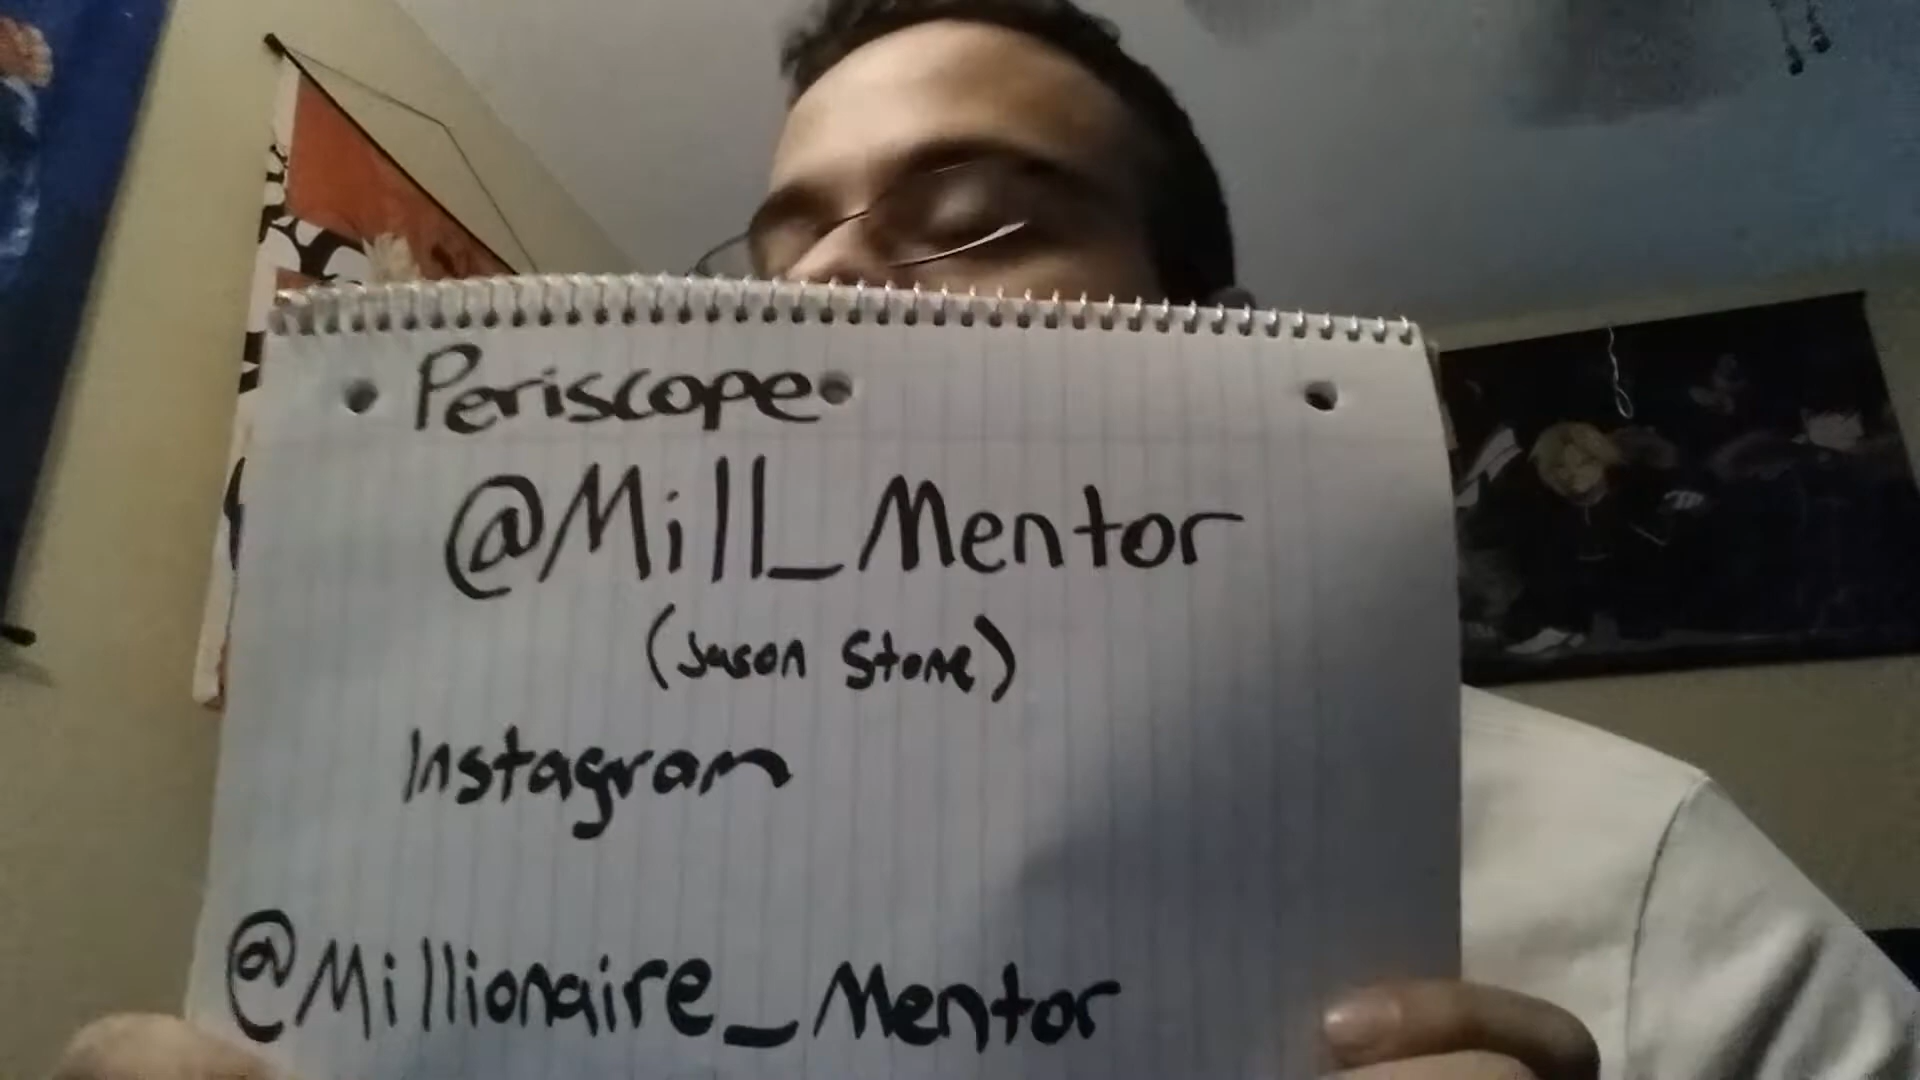 Periscope
@Mill_Mentor
(Jason Stone)
Instagram
@Millionaire_Mentor